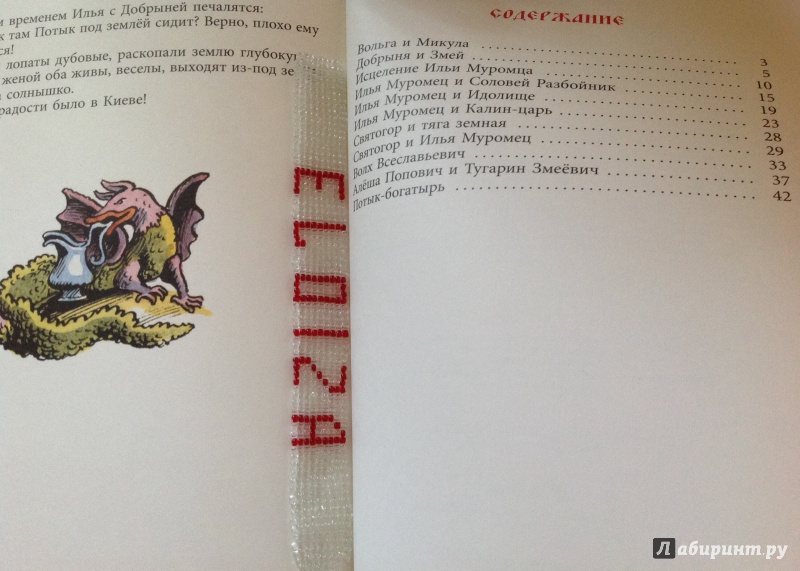 м временем Илья с Добрыней печалятся:
к там Потык под землёй сидит? Верно, плохо ему
ся!
лопаты дубовые, раскопали землю глубоку
женой оба живы, веселы, выходят из-под зе
солнышко.
радости было в Киеве!
ELDIZA
СОДЕРЖАНИЕ
Вольга и Микула 3
Добрыня и Змей 5
Исцеление Ильи Муромца 10
Илья Муромец и Соловей Разбойник 15
Илья Муромец и Идолище 19
Илья Муромец и Калин-царь 23
Святогор и тяга земная 28
Святогор и Илья Муромец 29
Волх Всеславьевич 33
Алёша Попович и Тугарин Змеёвич 37
Потык-богатырь 42
Лабиринт.ру